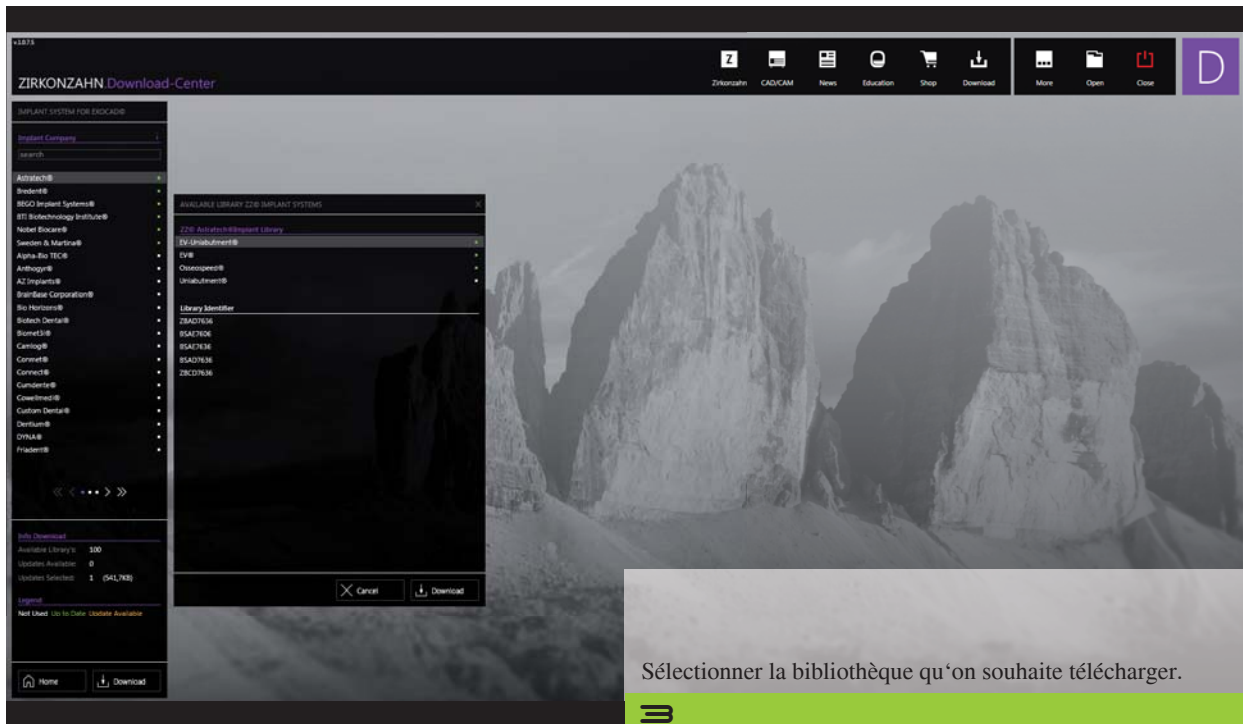 v.1.0.7.5
ZIRKONZAHN.Download-Center
Z
Zirkonzahn
CAD/CAM
News
Education
Shop
Download
More
Open
Close
D
IMPLANT SYSTEM FOR EXOCAD®
Implant Company
search
Astratech®
Bredent®
BEGO Implant Systems®
BTI Biotechnology Institute®
Nobel Biocare®
Sweden & Martina®
Alpha-Bio TEC®
Anthogyr®
AZ Implants®
BrainBase Corporation®
Bio Horizons®
Biotech Dental®
Biomet3i®
Camlog®
Conmet®
Connect®
Cumdente®
Cowellmedi®
Custom Dental®
Dentium®
DYNA®
Friadent®
Info Download
Available Library's: 100
Updates Available: 0
Updates Selected: 1 (541,7KB)
Legend
Not Used Up to Date Update Available
Home
Download
AVAILABLE LIBRARY ZZ® IMPLANT SYSTEMS
X
ZZ® Astratech®Implant Library
EV-Uniabutment®
EV®
Osseospeed®
Uniabutment®
Library Identifier
ZBAD7636
BSAE7606
BSAE7636
BSAD7636
ZBCD7636
Cancel
Download
Sélectionner la bibliothèque qu‘on souhaite télécharger.